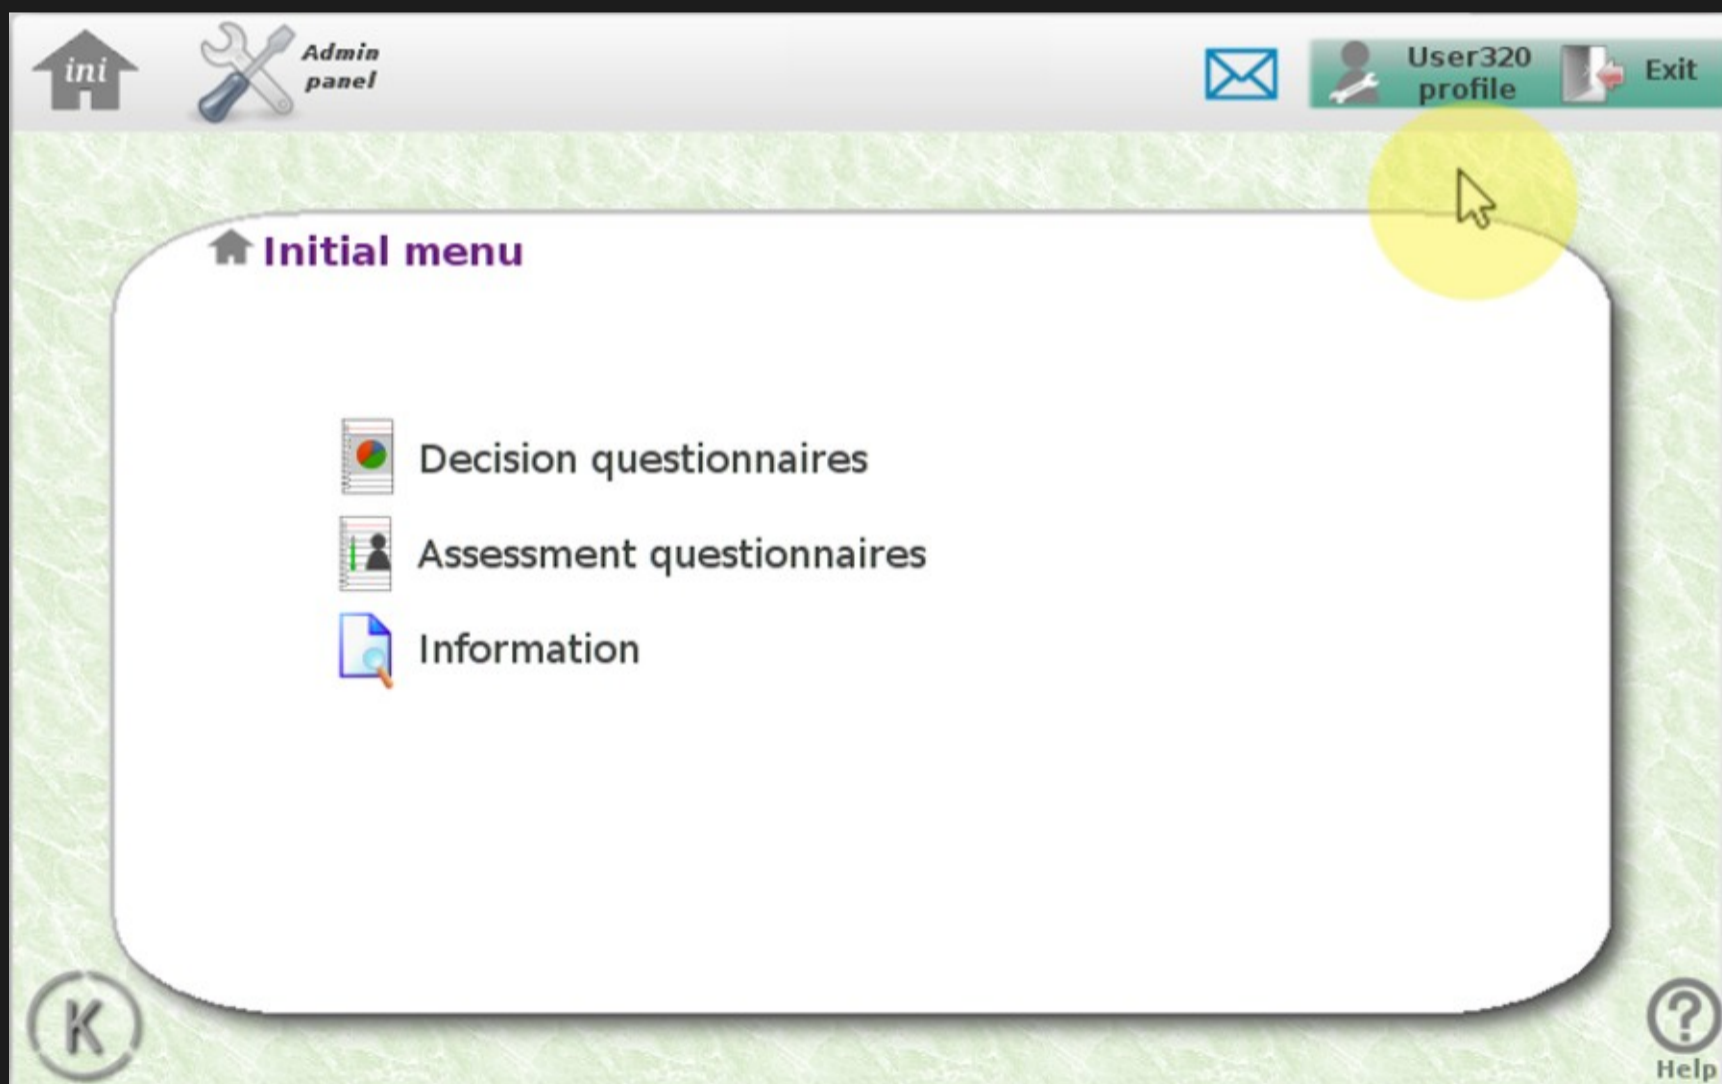 ini
Admin
panel
User320
profile
Exit
Initial menu
Decision questionnaires
Assessment questionnaires
Information
K
?
Help